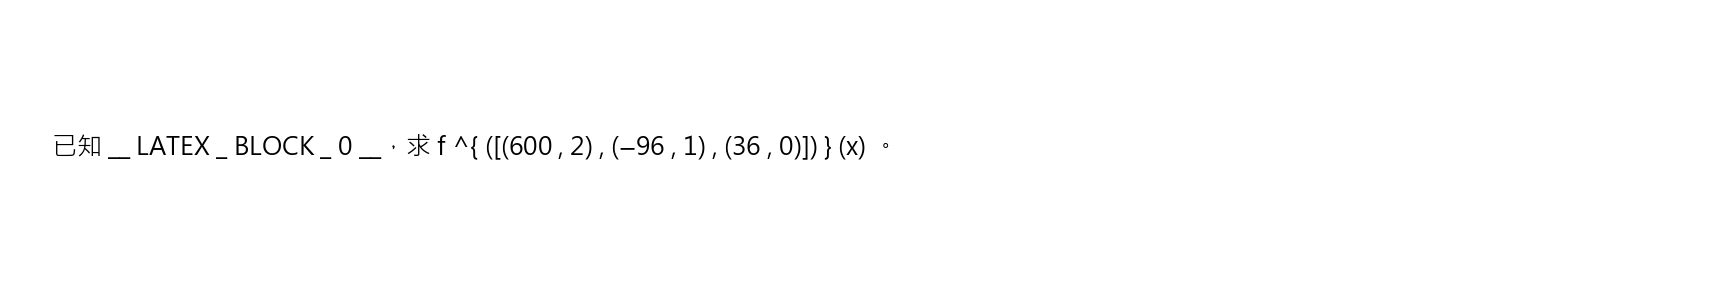 已知 __ LATEX _ BLOCK _ 0 __，求 f ^{ ([(600 , 2) , (−96 , 1) , (36 , 0)]) } (x) 。